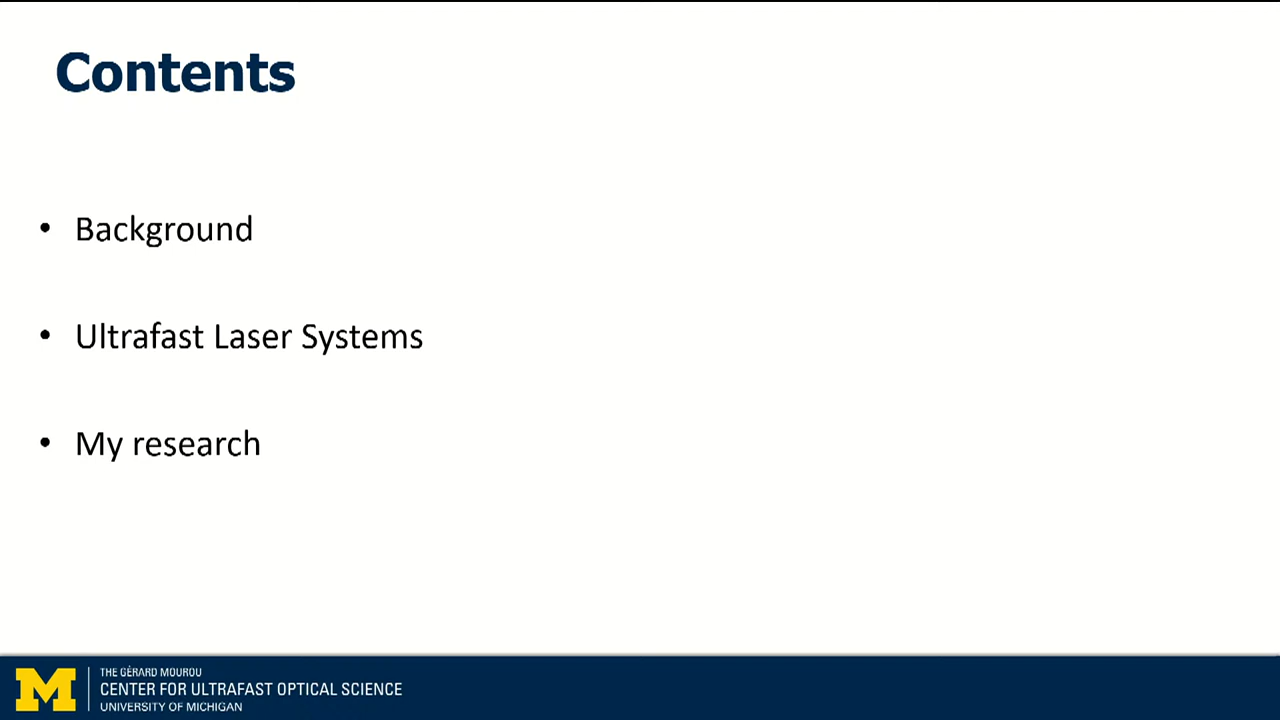 Contents
• Background
• Ultrafast Laser Systems
• My research
M
THE GÉRARD MOUROU
CENTER FOR ULTRAFAST OPTICAL SCIENCE
UNIVERSITY OF MICHIGAN